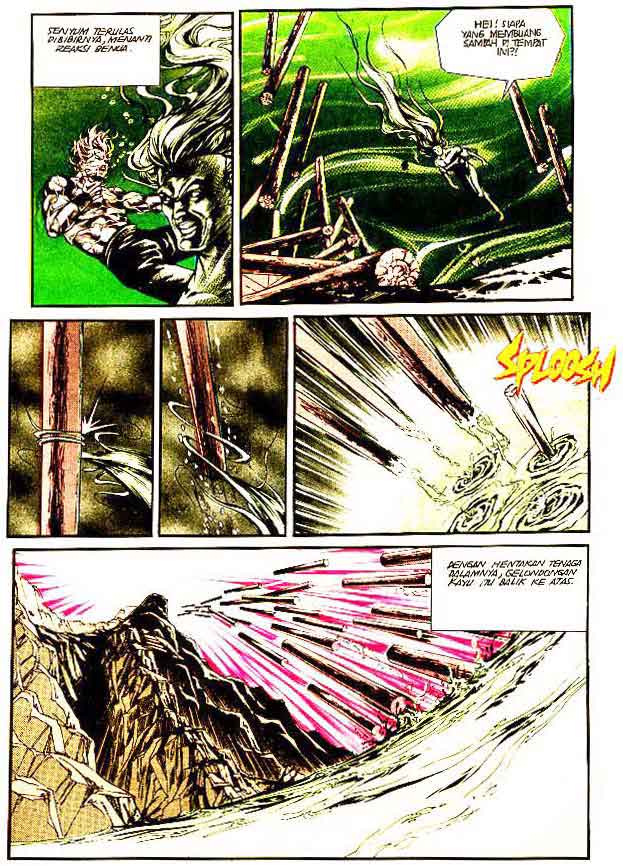 SENYUM TERULAS
DIBIBIRNYA, MENANTI
REAKSI BENUA.
HEI! SIAPA
YANG MEMBUANG
SAMPAH DI TEMPAT
INI?!
SPLOOSH
DENGAN MENTAKAN TENAGA
DALAMNYA, GELONDONGAN
KAYU ITU BALIK KE ATAS.